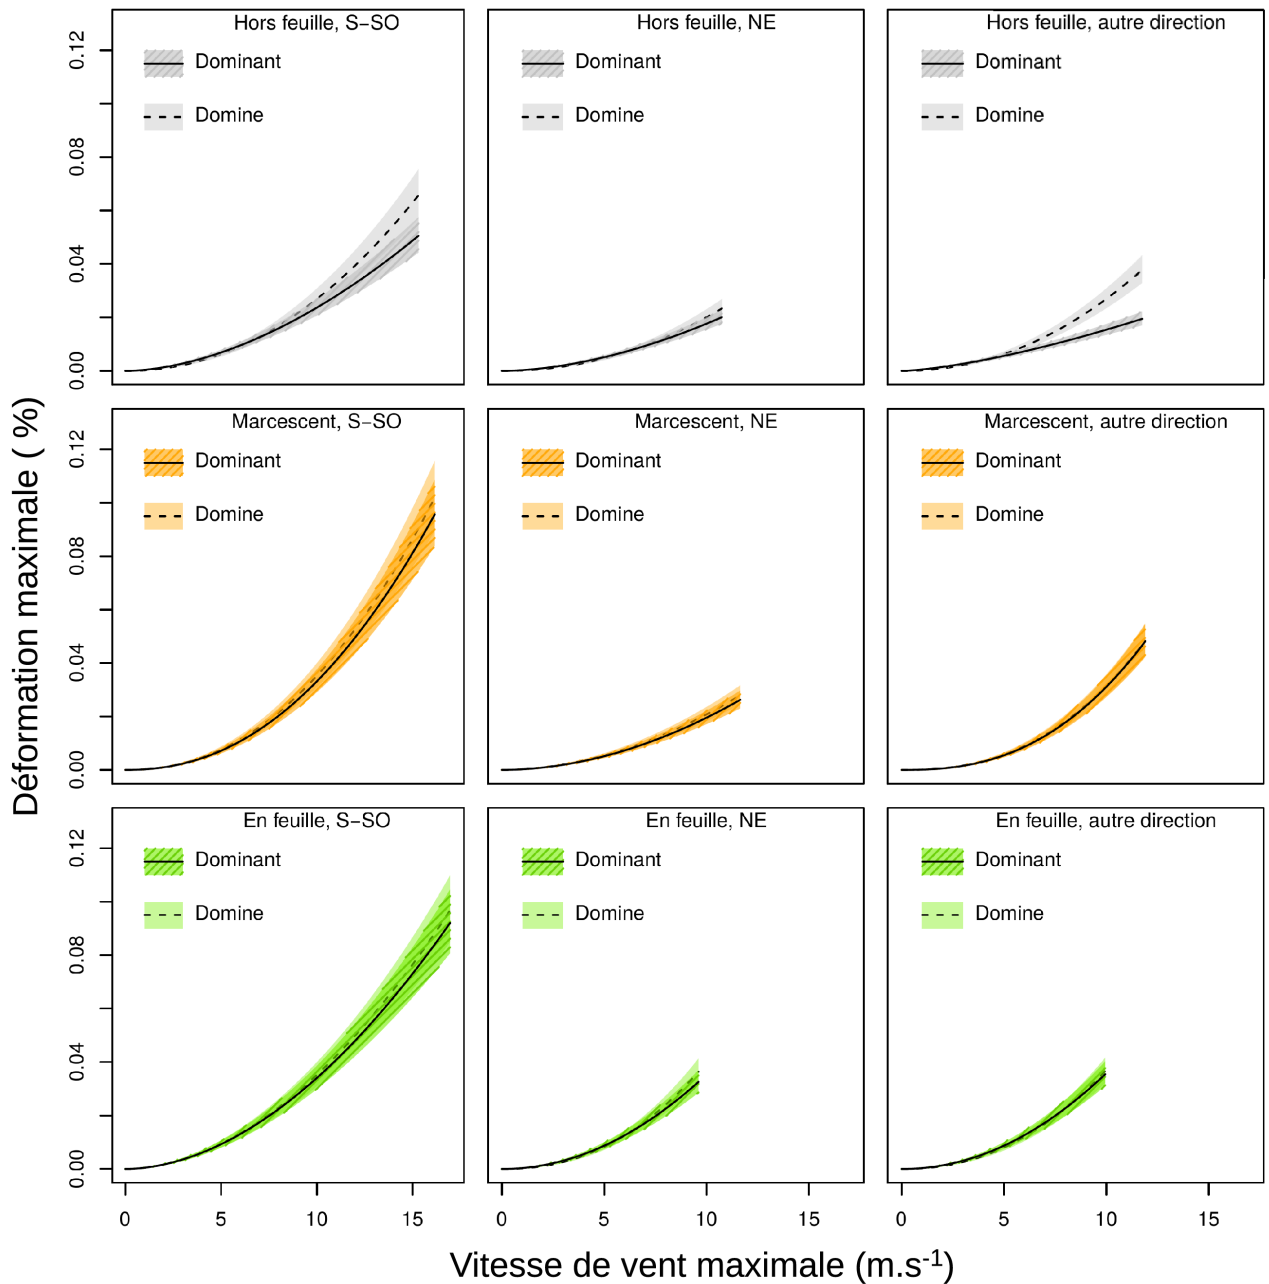 Hors feuille, S−SO
Dominant
Domine
Hors feuille, NE
Dominant
Domine
Hors feuille, autre direction
Dominant
Domine
0.12
0.08
0.04
0.00
Marcescent, S−SO
Dominant
Domine
Marcescent, NE
Dominant
Domine
Marcescent, autre direction
Dominant
Domine
0.12
0.08
0.04
0.00
Déformation maximale ( %)
En feuille, S−SO
Dominant
Domine
En feuille, NE
Dominant
Domine
En feuille, autre direction
Dominant
Domine
0.12
0.08
0.04
0.00
0 5 10 15
0 5 10 15
0 5 10 15
Vitesse de vent maximale (m.s-1)